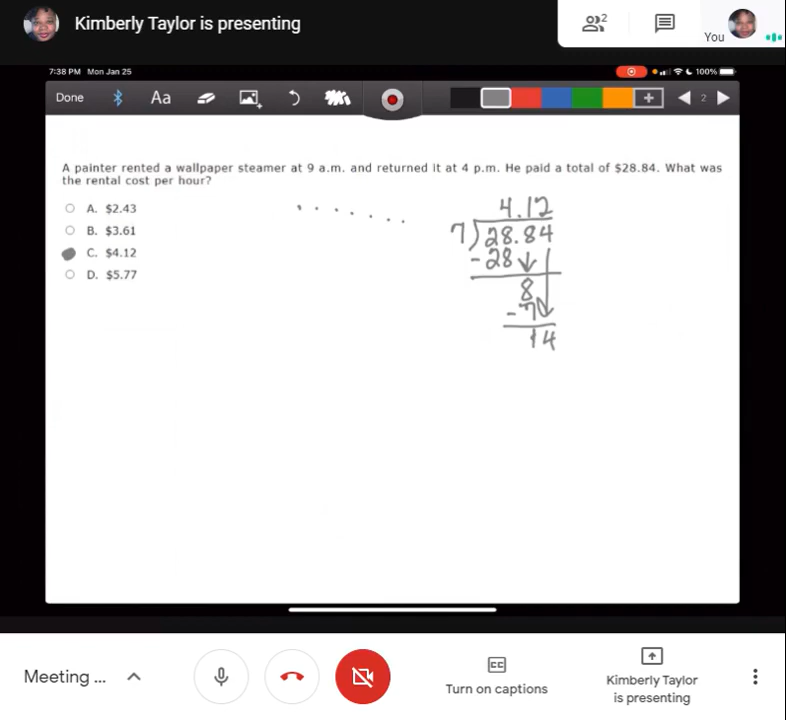 Kimberly Taylor is presenting
2
You
7:38 PM Mon Jan 25
100%
Done
Aa
2
A painter rented a wallpaper steamer at 9 a.m. and returned it at 4 p.m. He paid a total of $28.84. What was
the rental cost per hour?
A. $2.43
B. $3.61
C. $4.12
D. $5.77
4.12
7)28.84
-28
8
-7
14
Meeting ...
CC
Turn on captions
Kimberly Taylor
is presenting